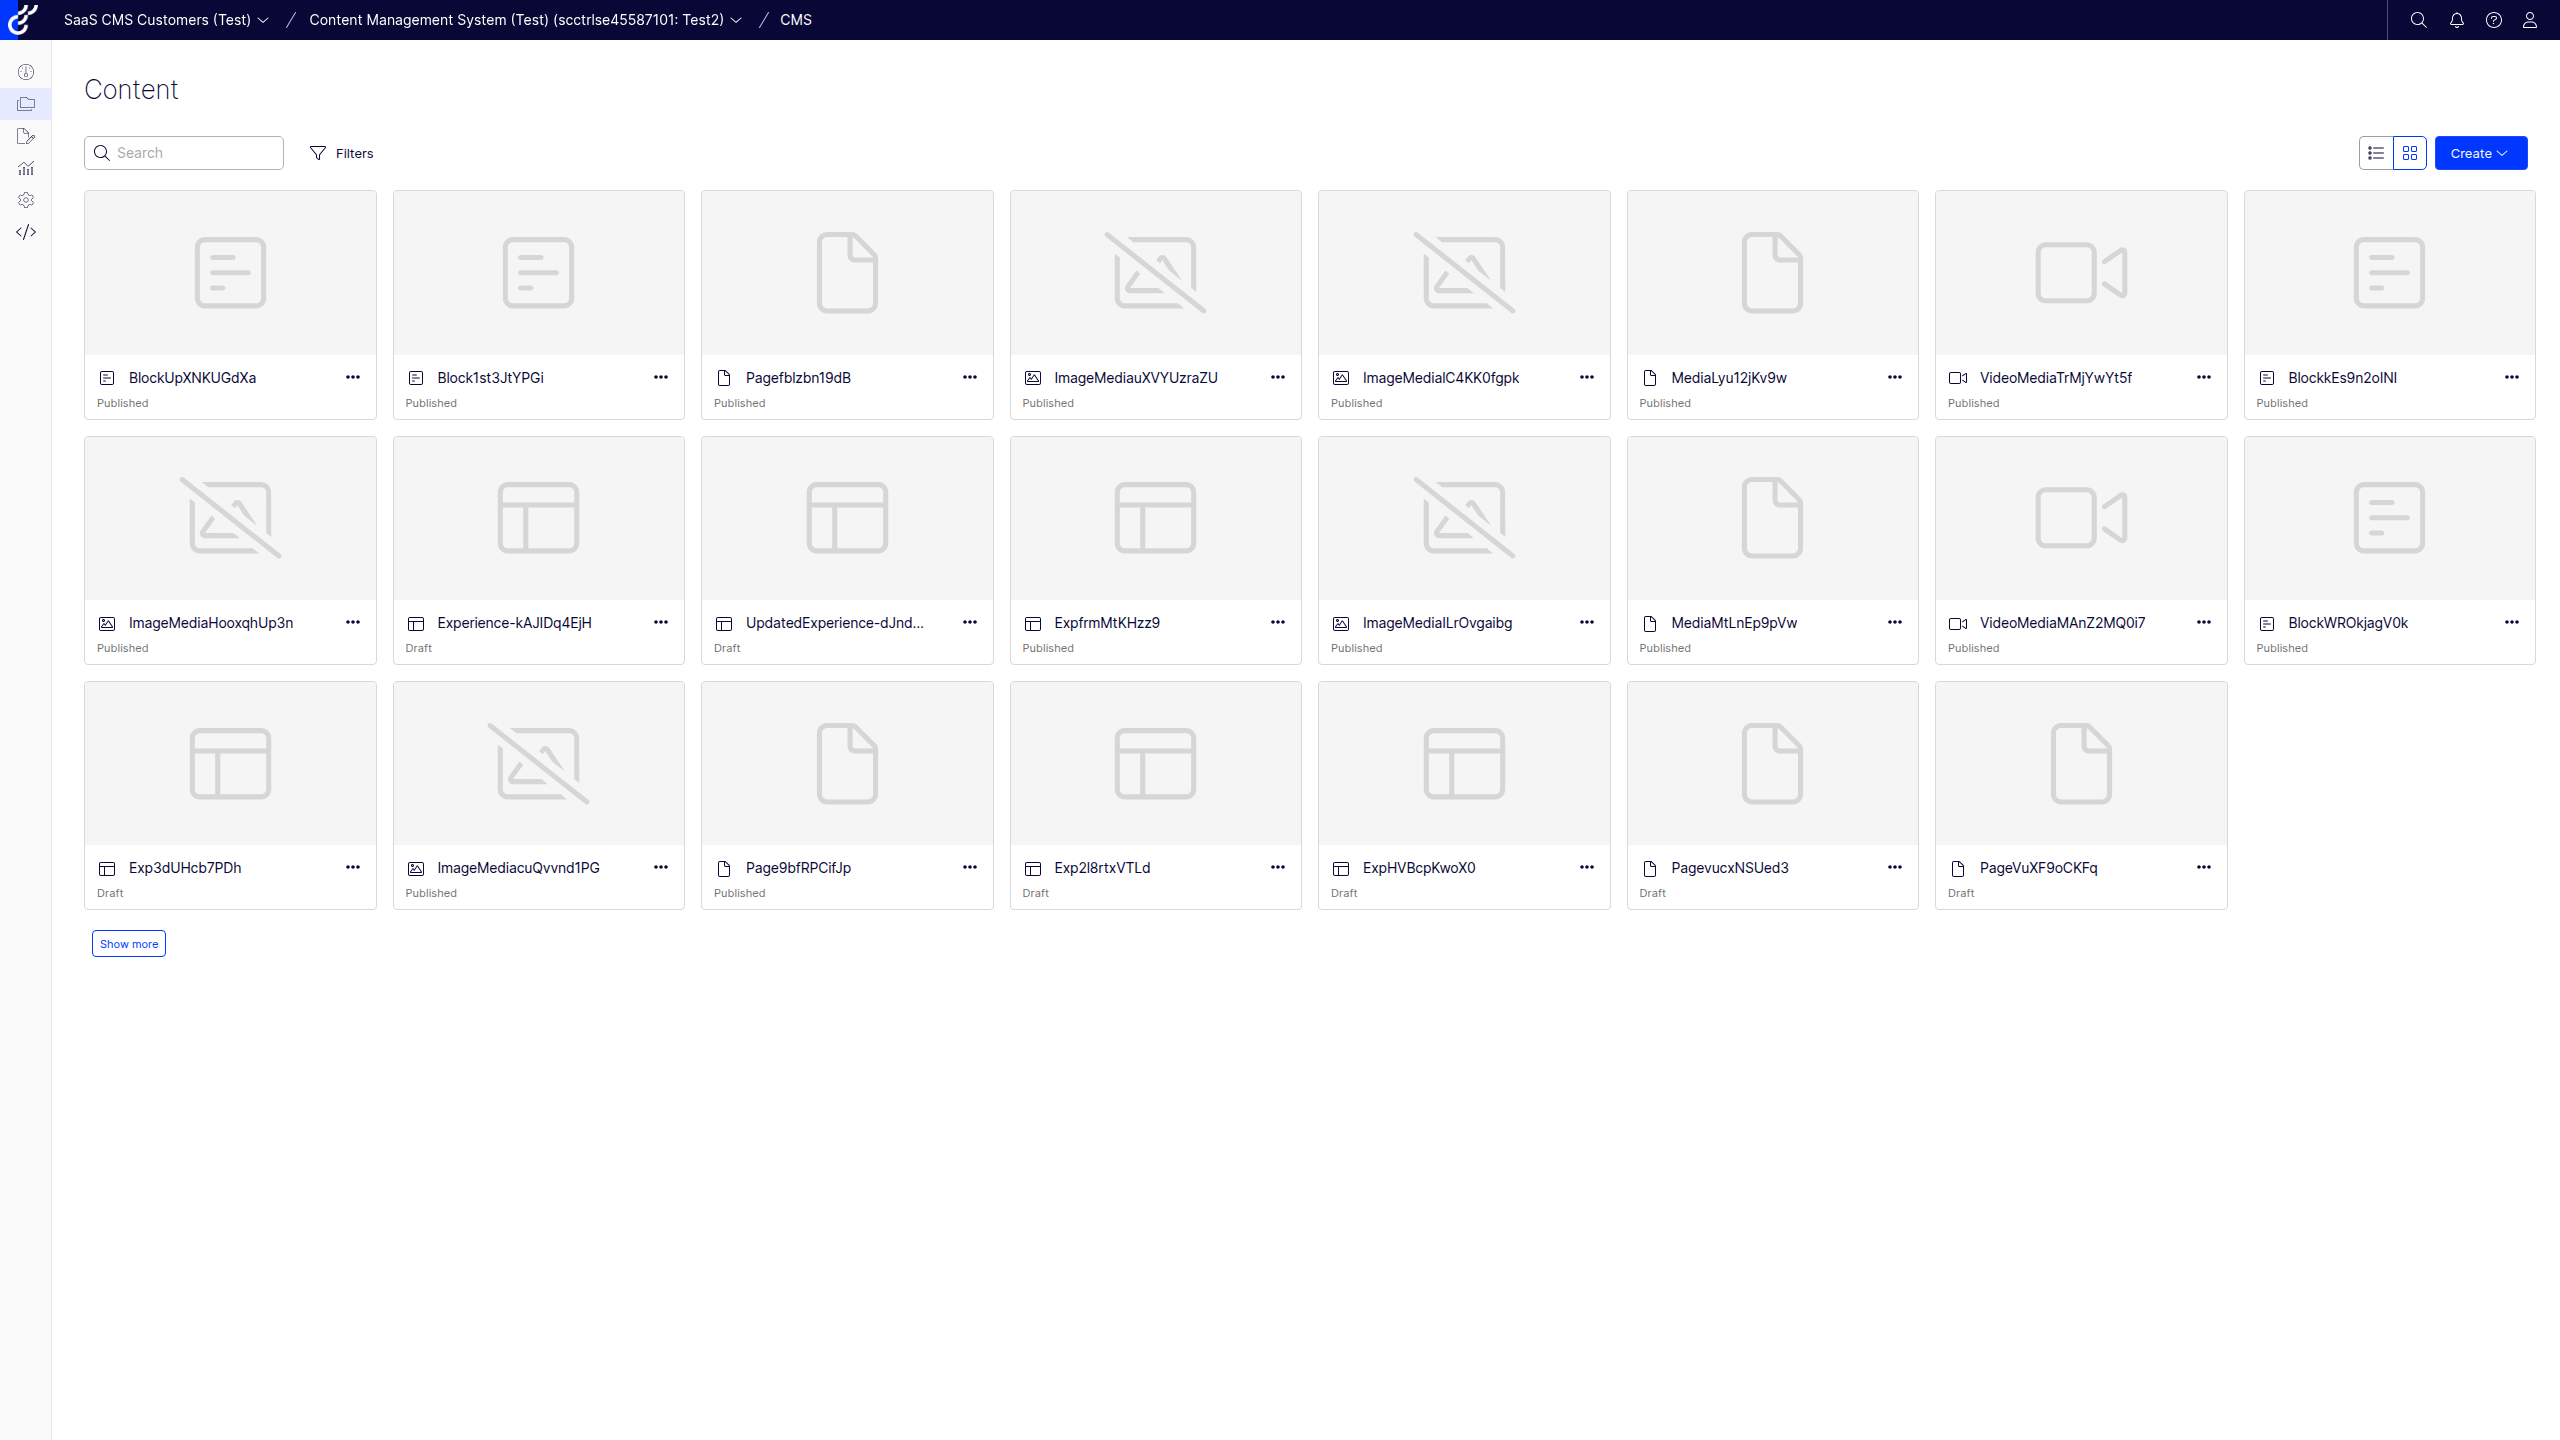 SaaS CMS Customers (Test) / Content Management System (Test) (scctrlse45587101: Test2) / CMS
Content
Search Filters Create
BlockUpXNKUGdXa Block1st3JtYPGi Pagefblzbn19dB ImageMediauXVYUzraZU ImageMedialC4KK0fgpk MediaLyu12jKv9w VideoMediaTrMjYwYt5f BlockkEs9n2oINI
Published Published Published Published Published Published Published Published
ImageMediaHooxqhUp3n Experience-kAJIDq4EjH UpdatedExperience-dJnd... ExpfrmMtKHzz9 ImageMediaILrOvgaibg MediaMtLnEp9pVw VideoMediaMAnZ2MQ0i7 BlockWROkjagV0k
Published Draft Draft Published Published Published Published Published
Exp3dUHcb7PDh ImageMediacuQvvnd1PG Page9bfRPCifJp Exp2l8rtxVTLd ExpHVBcpKwoX0 PagevucxNSUed3 PageVuXF9oCKFq
Draft Published Published Draft Draft Draft Draft
Show more